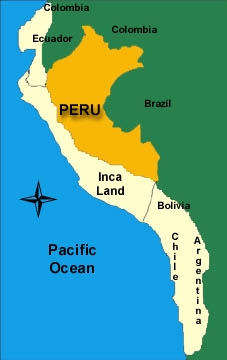 Colombia
Colombia
Ecuador
PERU
Brazil
Inca
Land
Bolivia
Pacific
Ocean
Chile
Argentina